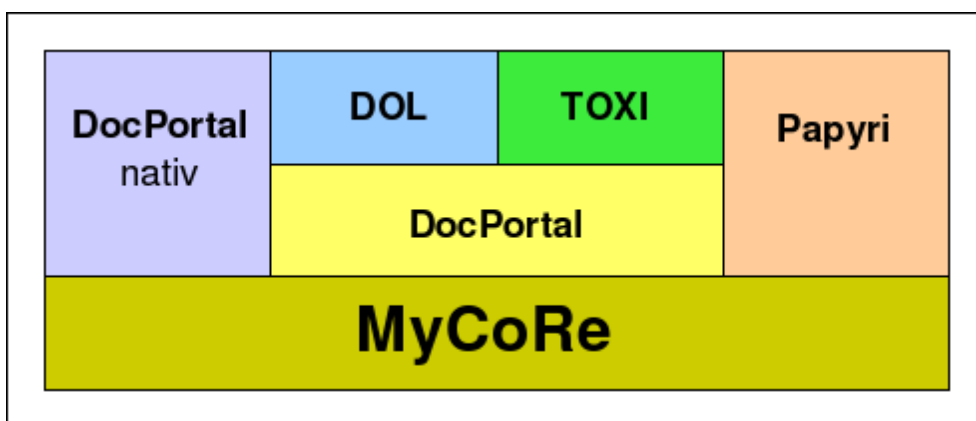 DocPortal
nativ
DOL
TOXI
Papyri
DocPortal
MyCoRe